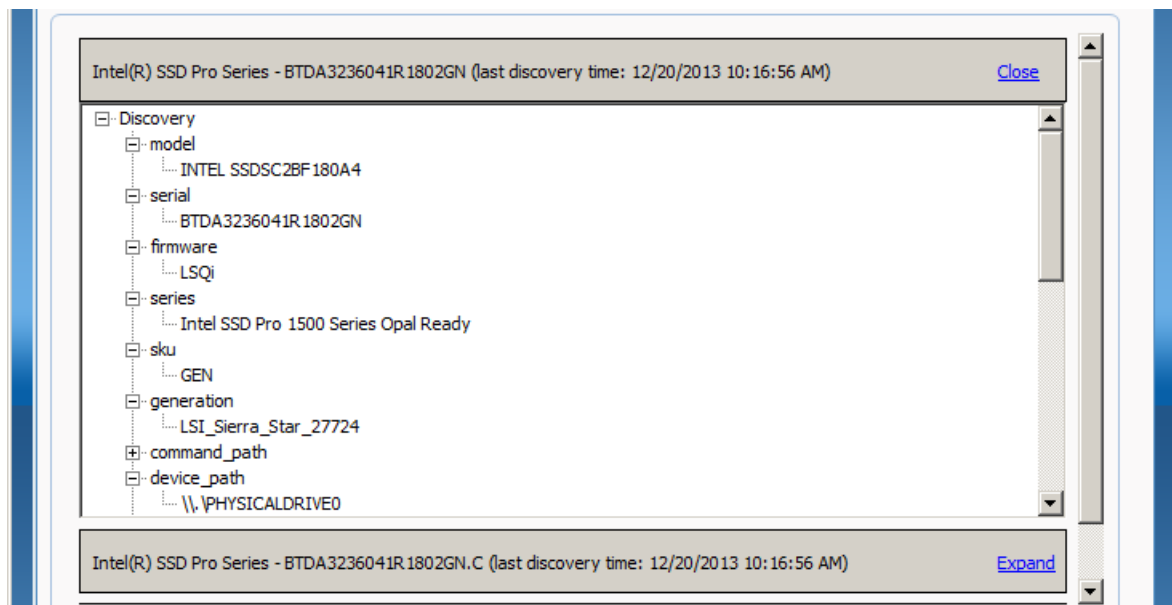 Intel(R) SSD Pro Series - BTDA3236041R1802GN (last discovery time: 12/20/2013 10:16:56 AM) Close
Discovery
model
INTEL SSDSC2BF180A4
serial
BTDA3236041R1802GN
firmware
LSQi
series
Intel SSD Pro 1500 Series Opal Ready
sku
GEN
generation
LSI_Sierra_Star_27724
command_path
device_path
\\.\PHYSICALDRIVE0
Intel(R) SSD Pro Series - BTDA3236041R1802GN.C (last discovery time: 12/20/2013 10:16:56 AM) Expand